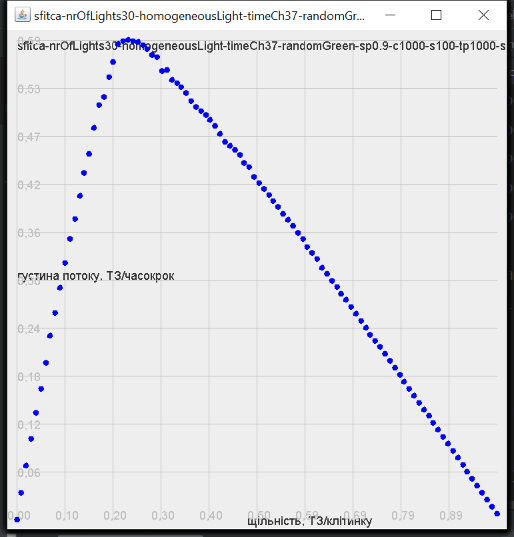 sfitca-nrOfLights30-homogeneousLight-timeCh37-randomGr...
0,58
sfitca-nrOfLights30-homogeneousLight-timeCh37-randomGreen-sp0.9-c1000-s100-tp1000-s
0,53
0,47
0,42
0,36
густина потоку, ТЗ/часокрок
0,30
0,24
0,18
0,12
0,06
0,00 0,10 0,20 0,30 0,40 0,50 0,60 0,69 0,79 0,89
щільність, ТЗ/клітинку